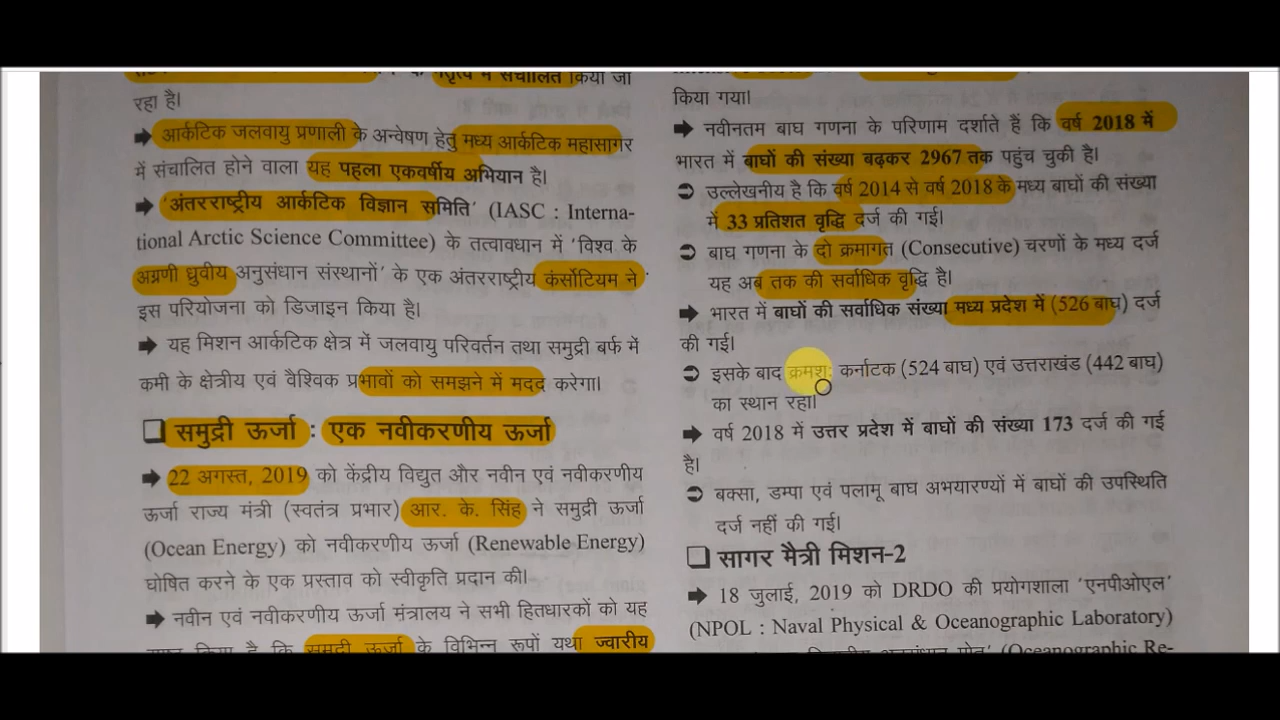 नेतृत्व में संचालित किया जा
रहा है।
➡ आर्कटिक जलवायु प्रणाली के अन्वेषण हेतु मध्य आर्कटिक महासागर
में संचालित होने वाला यह पहला एकवर्षीय अभियान है।
➡ 'अंतरराष्ट्रीय आर्कटिक विज्ञान समिति' (IASC : Interna-
tional Arctic Science Committee) के तत्वावधान में 'विश्व के
अग्रणी ध्रुवीय अनुसंधान संस्थानों' के एक अंतरराष्ट्रीय कंर्सोटियम ने
इस परियोजना को डिजाइन किया है।
➡ यह मिशन आर्कटिक क्षेत्र में जलवायु परिवर्तन तथा समुद्री बर्फ में
कमी के क्षेत्रीय एवं वैश्विक प्रभावों को समझने में मदद करेगा।
❑ समुद्री ऊर्जा : एक नवीकरणीय ऊर्जा
➡ 22 अगस्त, 2019 को केंद्रीय विद्युत और नवीन एवं नवीकरणीय
ऊर्जा राज्य मंत्री (स्वतंत्र प्रभार) आर. के. सिंह ने समुद्री ऊर्जा
(Ocean Energy) को नवीकरणीय ऊर्जा (Renewable Energy)
घोषित करने के एक प्रस्ताव को स्वीकृति प्रदान की।
➡ नवीन एवं नवीकरणीय ऊर्जा मंत्रालय ने सभी हितधारकों को यह
किया है कि समुद्री ऊर्जा के विभिन्न रूपों यथा ज्वारीय
किया गया।
➡ नवीनतम बाघ गणना के परिणाम दर्शाते हैं कि वर्ष 2018 में
भारत में बाघों की संख्या बढ़कर 2967 तक पहुंच चुकी है।
➲ उल्लेखनीय है कि वर्ष 2014 से वर्ष 2018 के मध्य बाघों की संख्या
में 33 प्रतिशत वृद्धि दर्ज की गई।
➲ बाघ गणना के दो क्रमागत (Consecutive) चरणों के मध्य दर्ज
यह अब तक की सर्वाधिक वृद्धि है।
➡ भारत में बाघों की सर्वाधिक संख्या मध्य प्रदेश में (526 बाघ) दर्ज
की गई।
➲ इसके बाद क्रमशः कर्नाटक (524 बाघ) एवं उत्तराखंड (442 बाघ)
का स्थान रहा।
➡ वर्ष 2018 में उत्तर प्रदेश में बाघों की संख्या 173 दर्ज की गई
है।
➲ बक्सा, डम्पा एवं पलामू बाघ अभयारण्यों में बाघों की उपस्थिति
दर्ज नहीं की गई।
❑ सागर मैत्री मिशन-2
➡ 18 जुलाई, 2019 को DRDO की प्रयोगशाला 'एनपीओएल'
(NPOL : Naval Physical & Oceanographic Laboratory)
(Oceanographic Re-